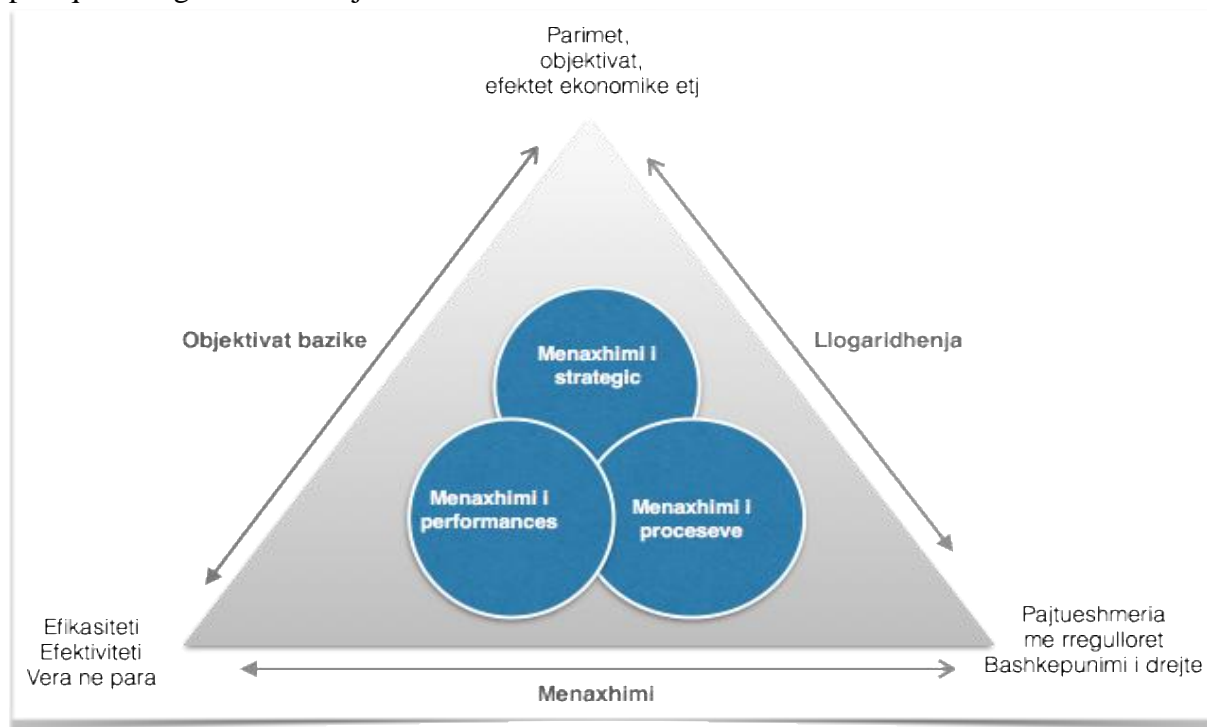 Parimet,
objektivat,
efektet ekonomike etj
Objektivat bazike
Llogaridhenja
Menaxhimi i
strategic
Menaxhimi i
performances
Menaxhimi i
proceseve
Efikasiteti
Efektiviteti
Vera ne para
Pajtueshmeria
me rregulloret
Bashkepunimi i drejte
Menaxhimi